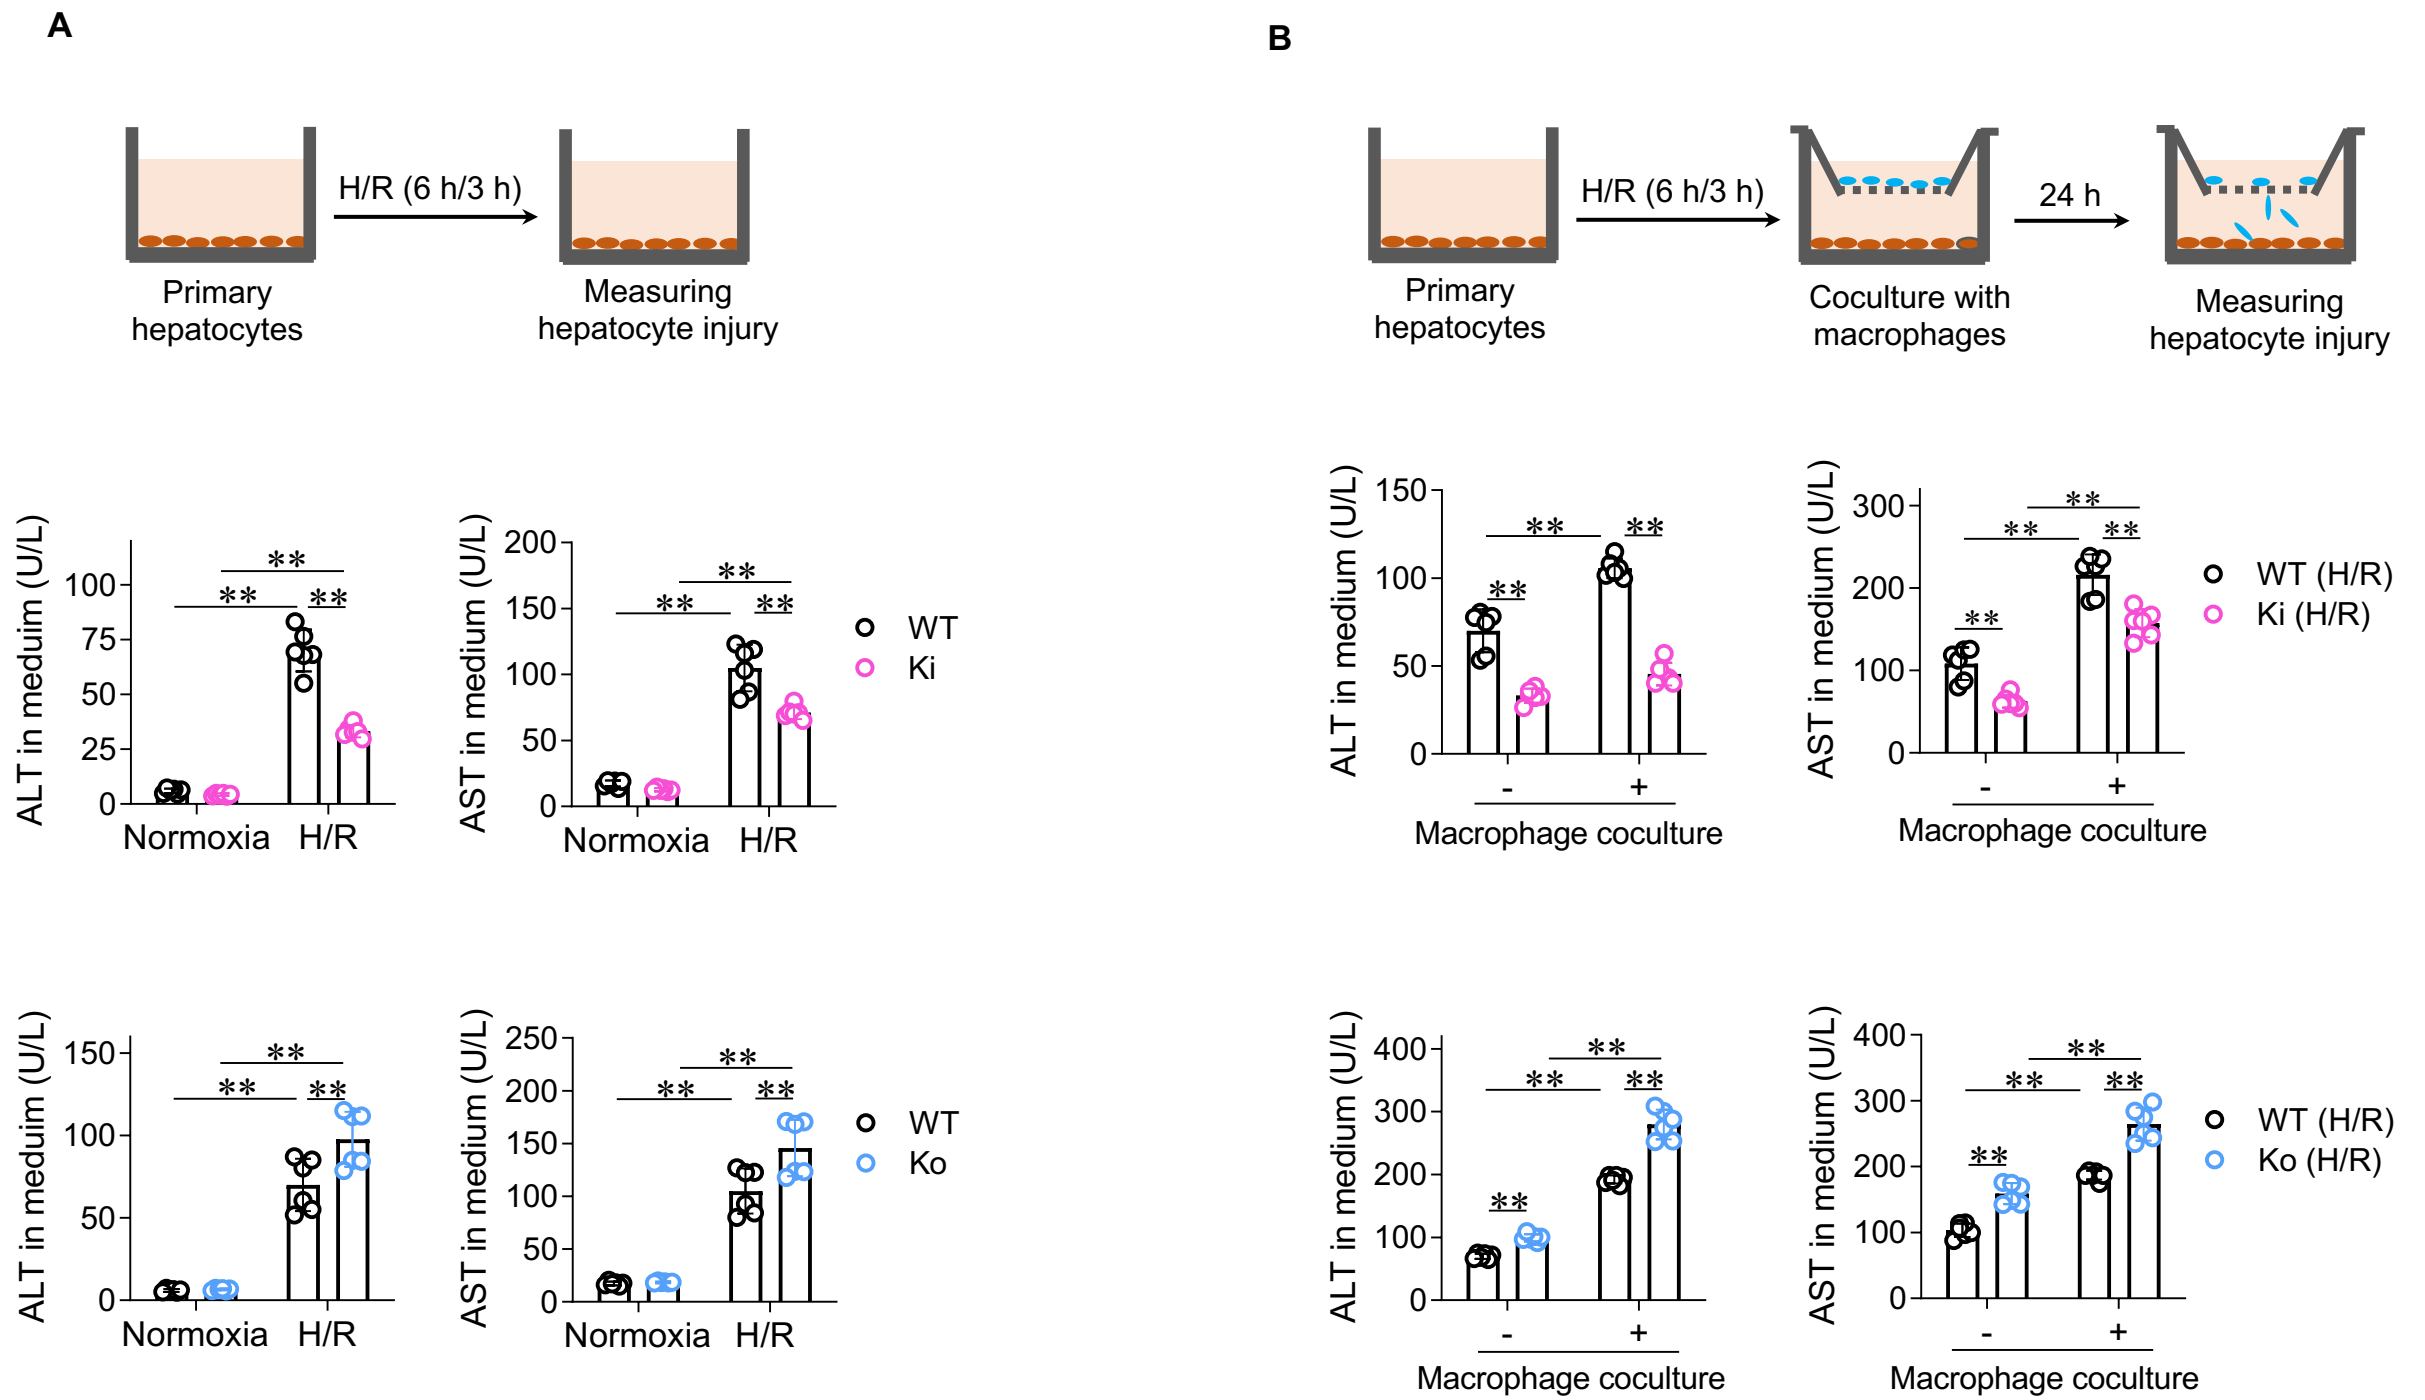 A
H/R (6 h/3 h)
Primary
hepatocytes
Measuring
hepatocyte injury
ALT in meduim (U/L)
100
75
50
25
0
**
**
**
Normoxia
H/R
AST in medium (U/L)
200
150
100
50
0
**
**
**
Normoxia
H/R
WT
Ki
ALT in meduim (U/L)
150
100
50
0
**
**
**
Normoxia
H/R
AST in medium (U/L)
250
200
150
100
50
0
**
**
**
Normoxia
H/R
WT
Ko
B
H/R (6 h/3 h)
24 h
Primary
hepatocytes
Coculture with
macrophages
Measuring
hepatocyte injury
ALT in medium (U/L)
150
100
50
0
**
**
**
-
+
Macrophage coculture
AST in medium (U/L)
300
200
100
0
**
**
**
**
-
+
Macrophage coculture
WT (H/R)
Ki (H/R)
ALT in medium (U/L)
400
300
200
100
0
**
**
**
**
-
+
Macrophage coculture
AST in medium (U/L)
400
300
200
100
0
**
**
**
**
-
+
Macrophage coculture
WT (H/R)
Ko (H/R)